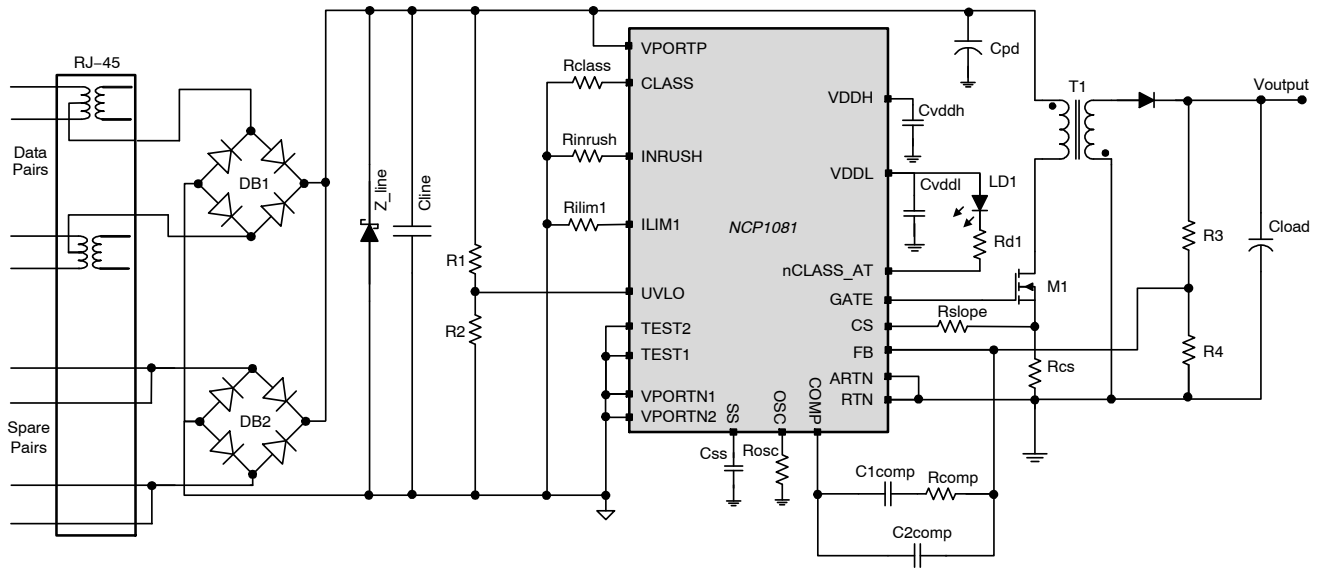 RJ−45
Data
Pairs
Spare
Pairs
DB1
DB2
Z_line
Cline
R1
R2
Rclass
Rinrush
Rilim1
VPORTP
CLASS
INRUSH
ILIM1
UVLO
TEST2
TEST1
VPORTN1
VPORTN2
NCP1081
VDDH
VDDL
nCLASS_AT
GATE
CS
FB
ARTN
RTN
SS
OSC
COMP
Css
Rosc
C1comp
Rcomp
C2comp
Cvddh
Cvddl
LD1
Rd1
Rslope
M1
Rcs
Cpd
T1
R3
R4
Voutput
Cload